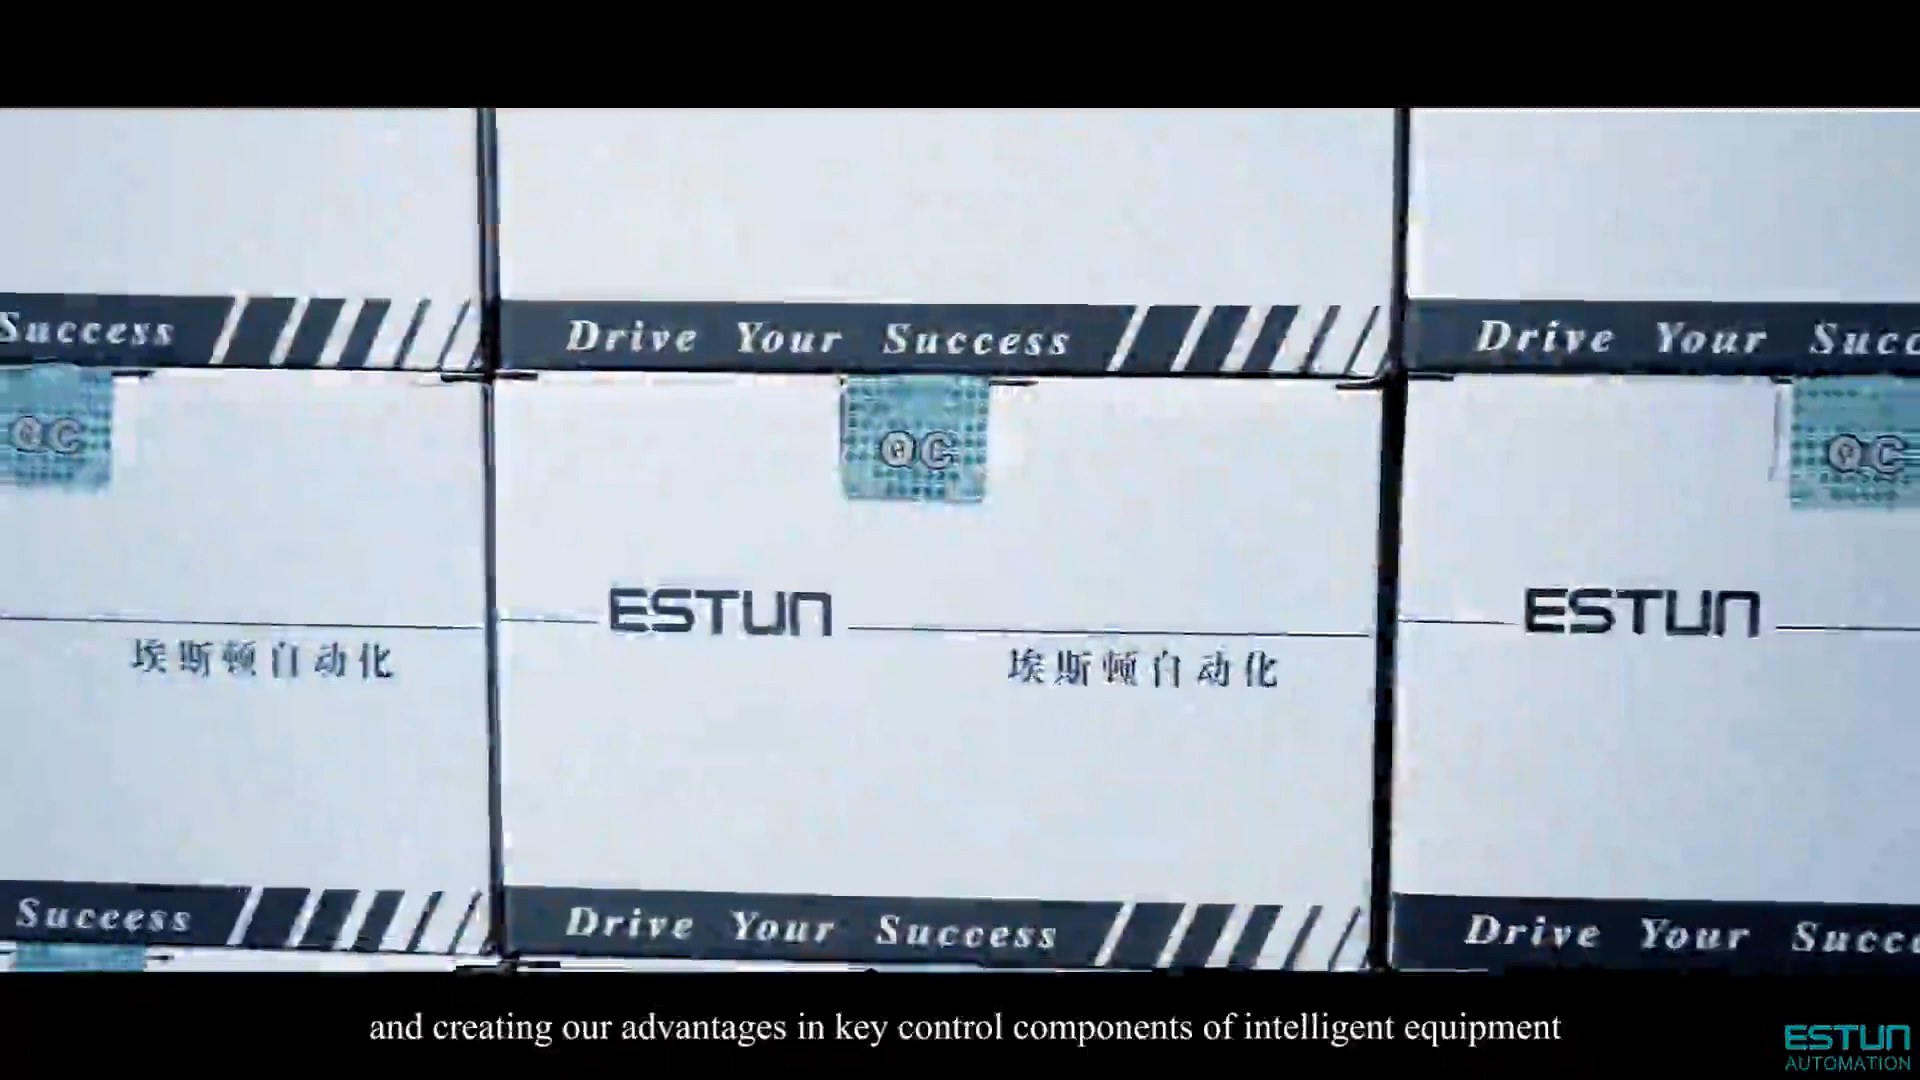 Success
Drive Your Success
Drive Your Succ
QC
QC
QC
ESTUN
ESTUN
埃斯顿自动化
埃斯顿自动化
Success
Drive Your Success
Drive Your Succe
and creating our advantages in key control components of intelligent equipment
ESTUN
AUTOMATION